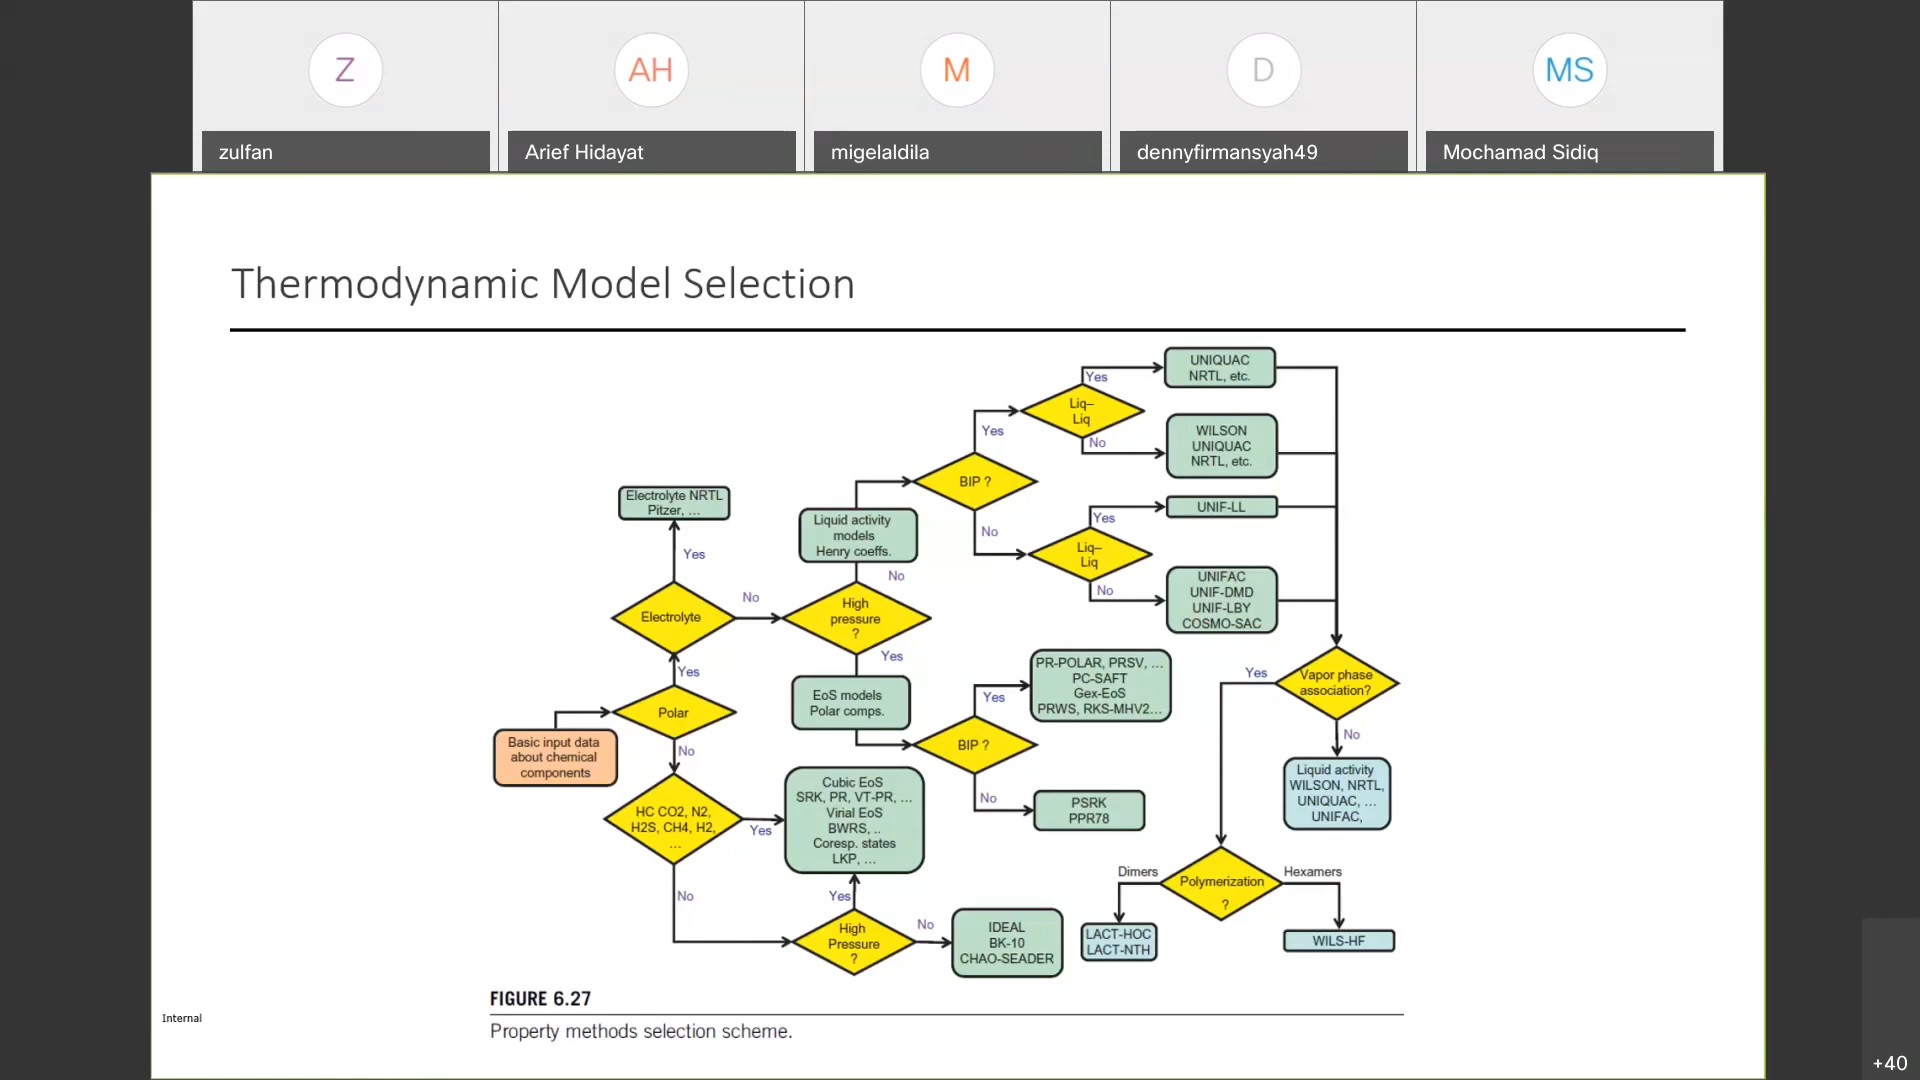 Z
AH
M
D
MS
zulfan
Arief Hidayat
migelaldila
dennyfirmansyah49
Mochamad Sidiq
Thermodynamic Model Selection
UNIQUAC
NRTL, etc.
Yes
Liq–
Liq
No
Yes
WILSON
UNIQUAC
NRTL, etc.
BIP ?
Electrolyte NRTL
Pitzer, ...
Liquid activity
models
Henry coeffs.
No
Yes
UNIF-LL
Liq–
Liq
No
UNIFAC
UNIF-DMD
UNIF-LBY
COSMO-SAC
Yes
No
Electrolyte
No
High
pressure
?
Yes
Yes
Polar
No
Basic input data
about chemical
components
EoS models
Polar comps.
BIP ?
Yes
PR-POLAR, PRSV, ...
PC-SAFT
Gex-EoS
PRWS, RKS-MHV2...
No
PSRK
PPR78
Yes
Vapor phase
association?
No
Liquid activity
WILSON, NRTL,
UNIQUAC, ...
UNIFAC,
HC CO2, N2,
H2S, CH4, H2,
...
Yes
Cubic EoS
SRK, PR, VT-PR, ...
Virial EoS
BWRS, ..
Coresp. states
LKP, ...
No
Yes
High
Pressure
?
No
IDEAL
BK-10
CHAO-SEADER
Dimers
Polymerization
?
Hexamers
LACT-HOC
LACT-NTH
WILS-HF
FIGURE 6.27
Property methods selection scheme.
Internal
+40